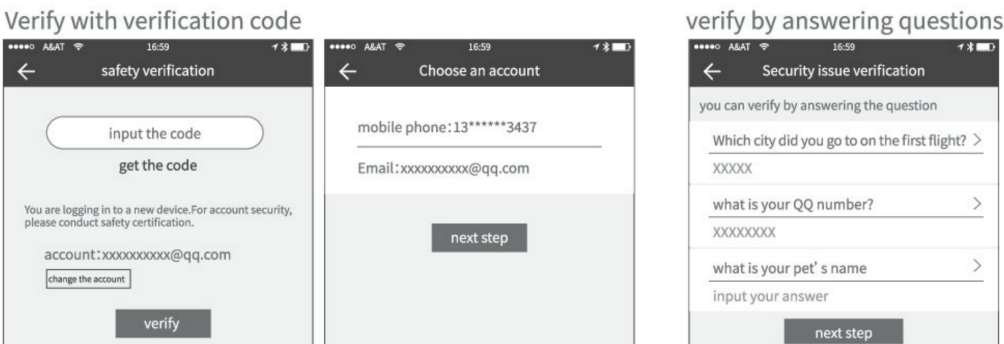 Verify with verification code
A&AT 16:59
safety verification
input the code
get the code
You are logging in to a new device.For account security,
please conduct safety certification.
account:xxxxxxxxxx@qq.com
change the account
verify
A&AT 16:59
Choose an account
mobile phone:13******3437
Email:xxxxxxxxxx@qq.com
next step
verify by answering questions
A&AT 16:59
Security issue verification
you can verify by answering the question
Which city did you go to on the first flight? >
XXXXX
what is your QQ number? >
XXXXXXXX
what is your pet's name >
input your answer
next step